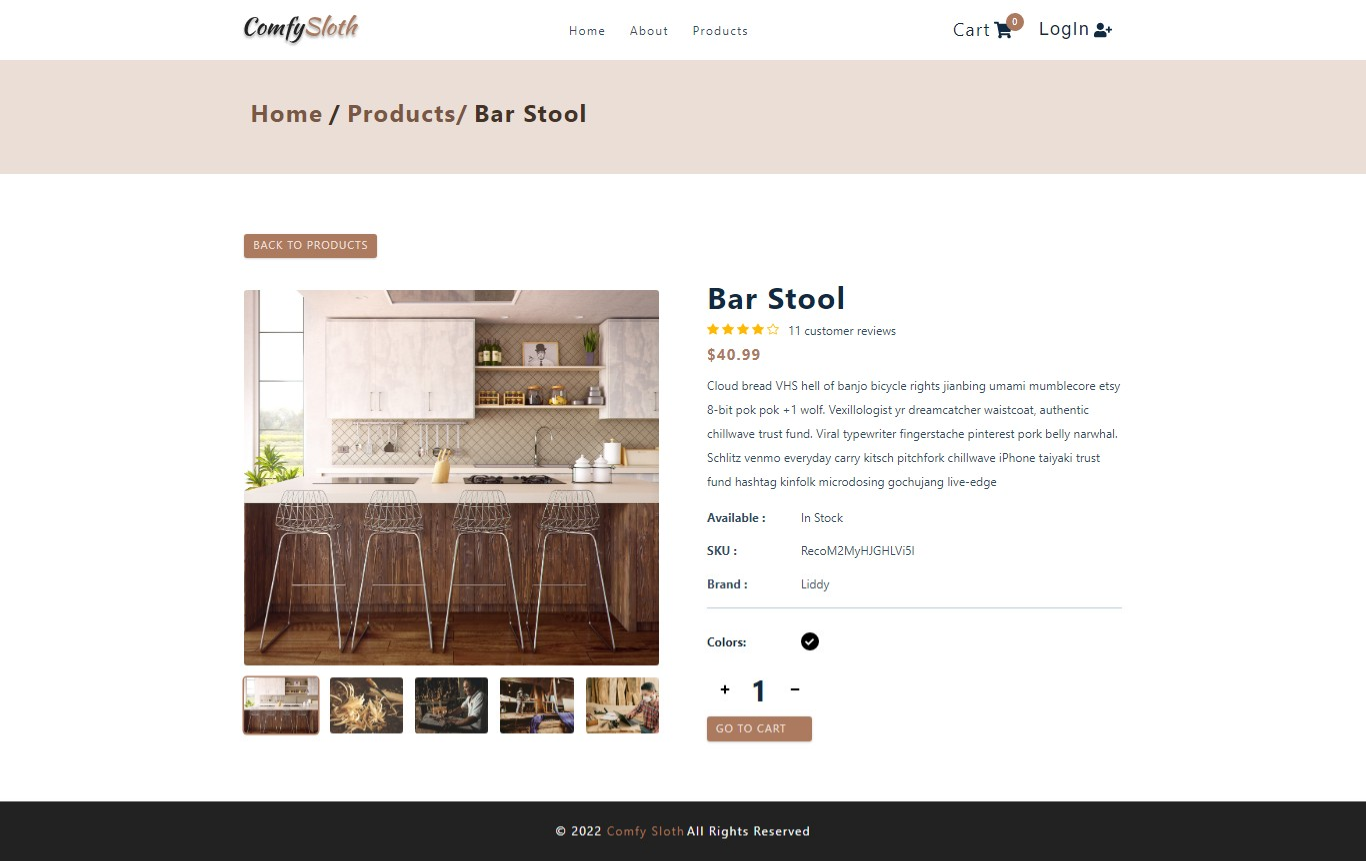 ComfySloth
Home About Products
Cart 0 LogIn
Home / Products/ Bar Stool
BACK TO PRODUCTS
Bar Stool
11 customer reviews
$40.99
Cloud bread VHS hell of banjo bicycle rights jianbing umami mumblecore etsy
8-bit pok pok +1 wolf. Vexillologist yr dreamcatcher waistcoat, authentic
chillwave trust fund. Viral typewriter fingerstache pinterest pork belly narwhal.
Schlitz venmo everyday carry kitsch pitchfork chillwave iPhone taiyaki trust
fund hashtag kinfolk microdosing gochujang live-edge
Available : In Stock
SKU : RecoM2MyHJGHLVi5l
Brand : Liddy
Colors:
+ 1 −
GO TO CART
© 2022 Comfy Sloth All Rights Reserved